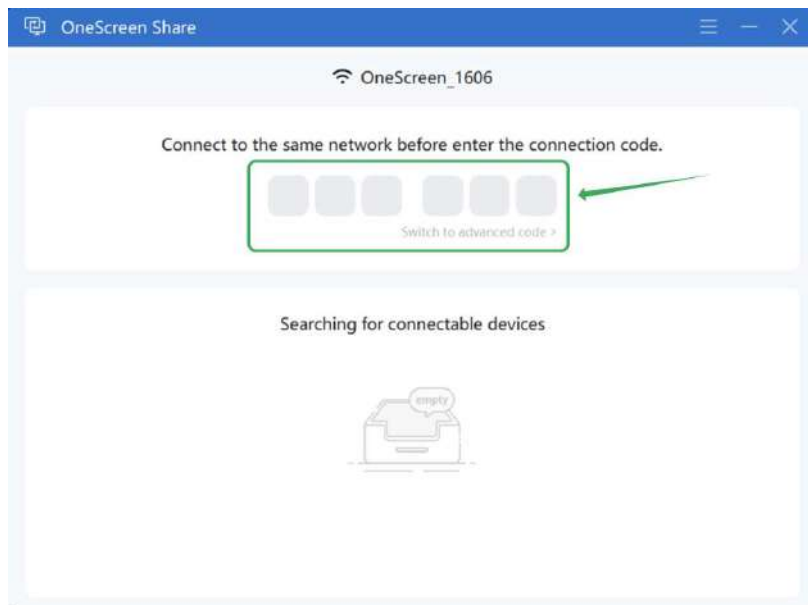 OneScreen Share
OneScreen_1606
Connect to the same network before enter the connection code.
Switch to advanced code >
Searching for connectable devices
empty